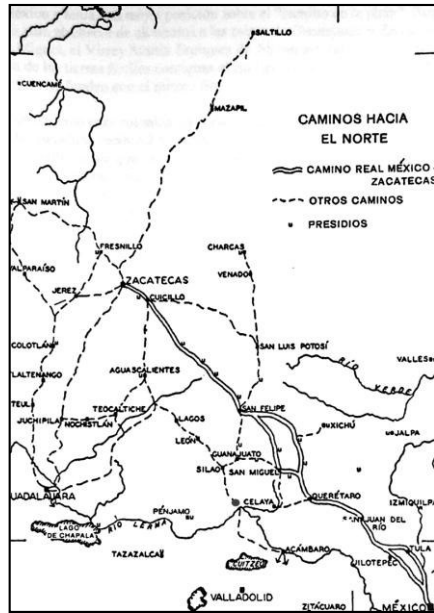 SALTILLO
CUENCAMÉ
MAZAPIL
CAMINOS HACIA
EL NORTE
CAMINO REAL MÉXICO -
ZACATECAS
OTROS CAMINOS
PRESIDIOS
SAN MARTÍN
FRESNILLO
CHARCAS
VALPARAÍSO
VENADO
ZACATECAS
JEREZ
CUICILLO
COLOTLÁN
SAN LUIS POTOSÍ
RÍO
VERDE
VALLES
TLALTENANGO
AGUASCALIENTES
TEUL
TEOCALTICHE
SAN FELIPE
JUCHIPILA
NOCHISTLÁN
LAGOS
XICHÚ
JALPA
LEÓN
GUANAJUATO
SILAO
SAN MIGUEL
GUADALAJARA
QUERÉTARO
IZMIQUILPA
PÉNJAMO
CELAYA
SAN JUAN DEL
RÍO
LAGO
DE CHAPALA
RÍO LERMA
TULA
TAZAZALCA
ACÁMBARO
JILOTEPEC
CUITZEO
VALLADOLID
ZITÁCUARO
MÉXICO